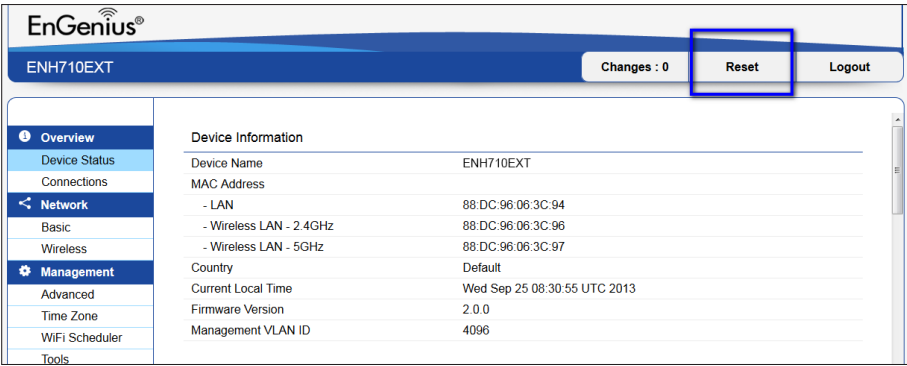 EnGenius®
ENH710EXT
Changes : 0
Reset
Logout
Overview
Device Status
Connections
Network
Basic
Wireless
Management
Advanced
Time Zone
WiFi Scheduler
Tools
Device Information
Device Name ENH710EXT
MAC Address
- LAN 88:DC:96:06:3C:94
- Wireless LAN - 2.4GHz 88:DC:96:06:3C:96
- Wireless LAN - 5GHz 88:DC:96:06:3C:97
Country Default
Current Local Time Wed Sep 25 08:30:55 UTC 2013
Firmware Version 2.0.0
Management VLAN ID 4096